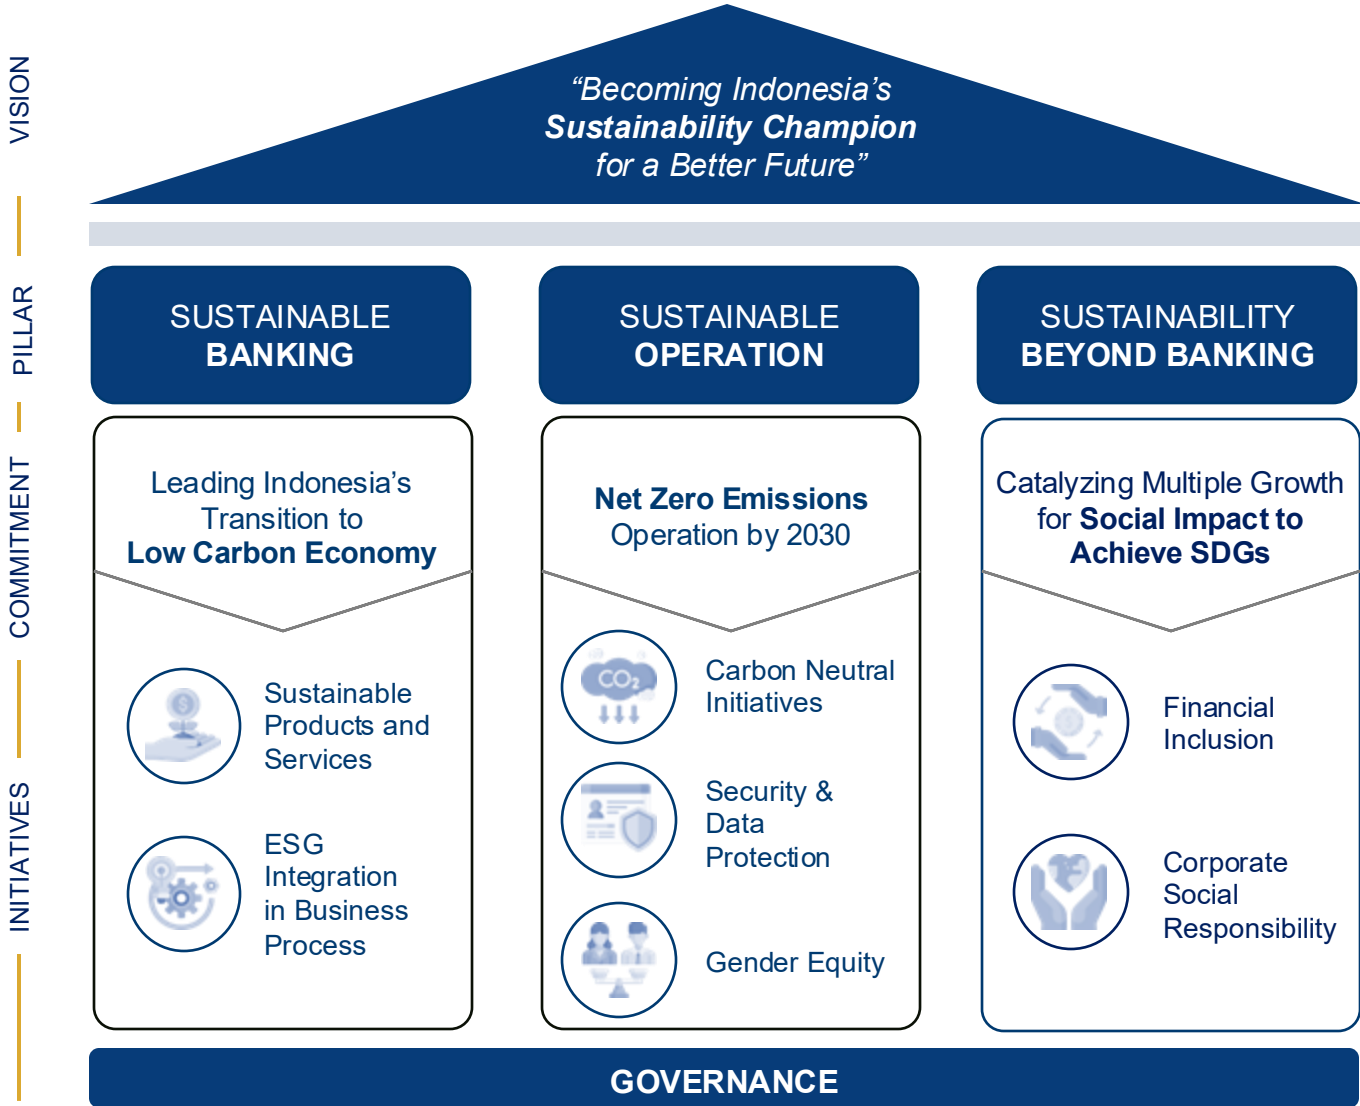 VISION
“Becoming Indonesia’s
Sustainability Champion
for a Better Future”
PILLAR
SUSTAINABLE
BANKING
SUSTAINABLE
OPERATION
SUSTAINABILITY
BEYOND BANKING
COMMITMENT
Leading Indonesia’s
Transition to
Low Carbon Economy
Net Zero Emissions
Operation by 2030
Catalyzing Multiple Growth
for Social Impact to
Achieve SDGs
INITIATIVES
Sustainable
Products and
Services
ESG
Integration
in Business
Process
CO2
Carbon Neutral
Initiatives
Security &
Data
Protection
Gender Equity
Financial
Inclusion
Corporate
Social
Responsibility
GOVERNANCE